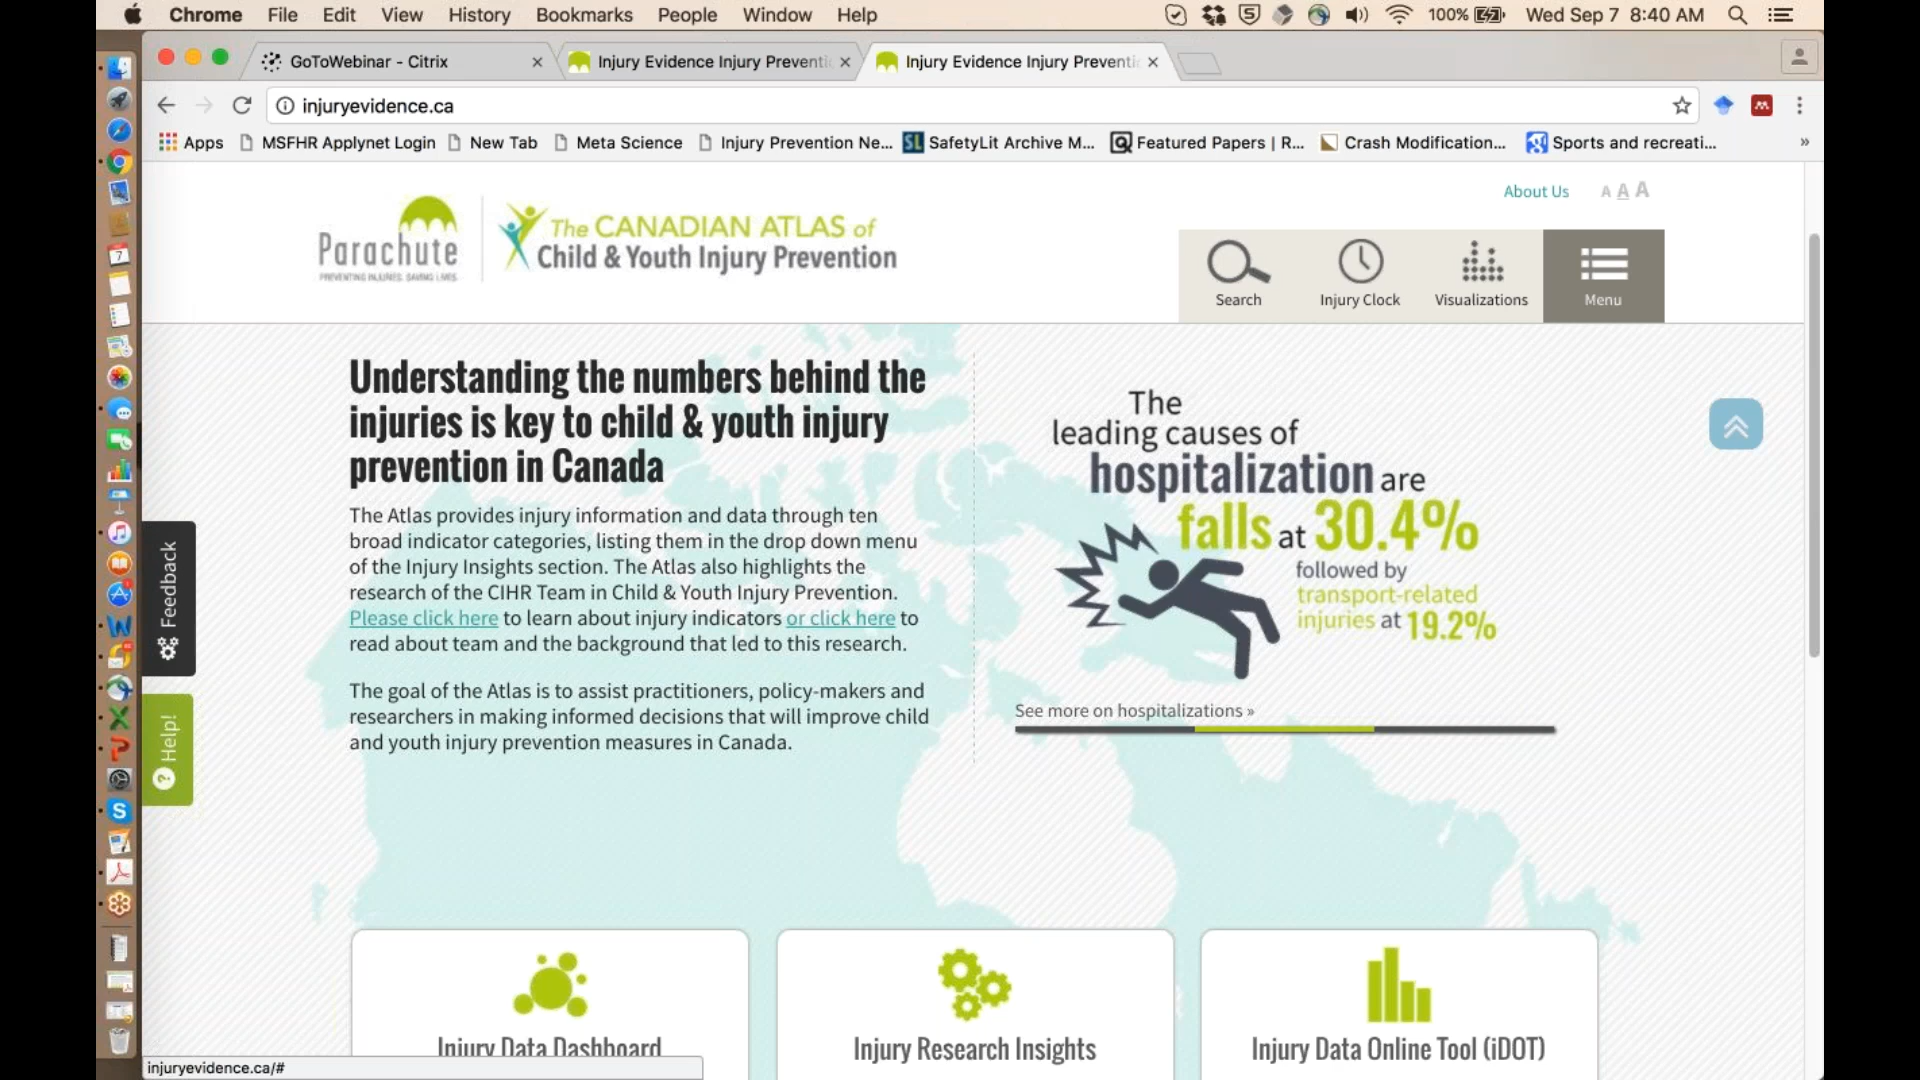 Chrome File Edit View History Bookmarks People Window Help 100% Wed Sep 7 8:40 AM
GoToWebinar - Citrix
Injury Evidence Injury Preventi
Injury Evidence Injury Preventi
injuryevidence.ca
Apps MSFHR Applynet Login New Tab Meta Science Injury Prevention Ne... SL SafetyLit Archive M... Featured Papers | R... Crash Modification... Sports and recreati... »
About Us A A A
Parachute
PREVENTING INJURIES. SAVING LIVES.
The CANADIAN ATLAS of
Child & Youth Injury Prevention
Search Injury Clock Visualizations Menu
Understanding the numbers behind the
injuries is key to child & youth injury
prevention in Canada
The Atlas provides injury information and data through ten
broad indicator categories, listing them in the drop down menu
of the Injury Insights section. The Atlas also highlights the
research of the CIHR Team in Child & Youth Injury Prevention.
Please click here to learn about injury indicators or click here to
read about team and the background that led to this research.
The goal of the Atlas is to assist practitioners, policy-makers and
researchers in making informed decisions that will improve child
and youth injury prevention measures in Canada.
The
leading causes of
hospitalization are
falls at 30.4%
followed by
transport-related
injuries at 19.2%
See more on hospitalizations »
Feedback
Help!
Injury Data Dashboard
Injury Research Insights
Injury Data Online Tool (iDOT)
injuryevidence.ca/#